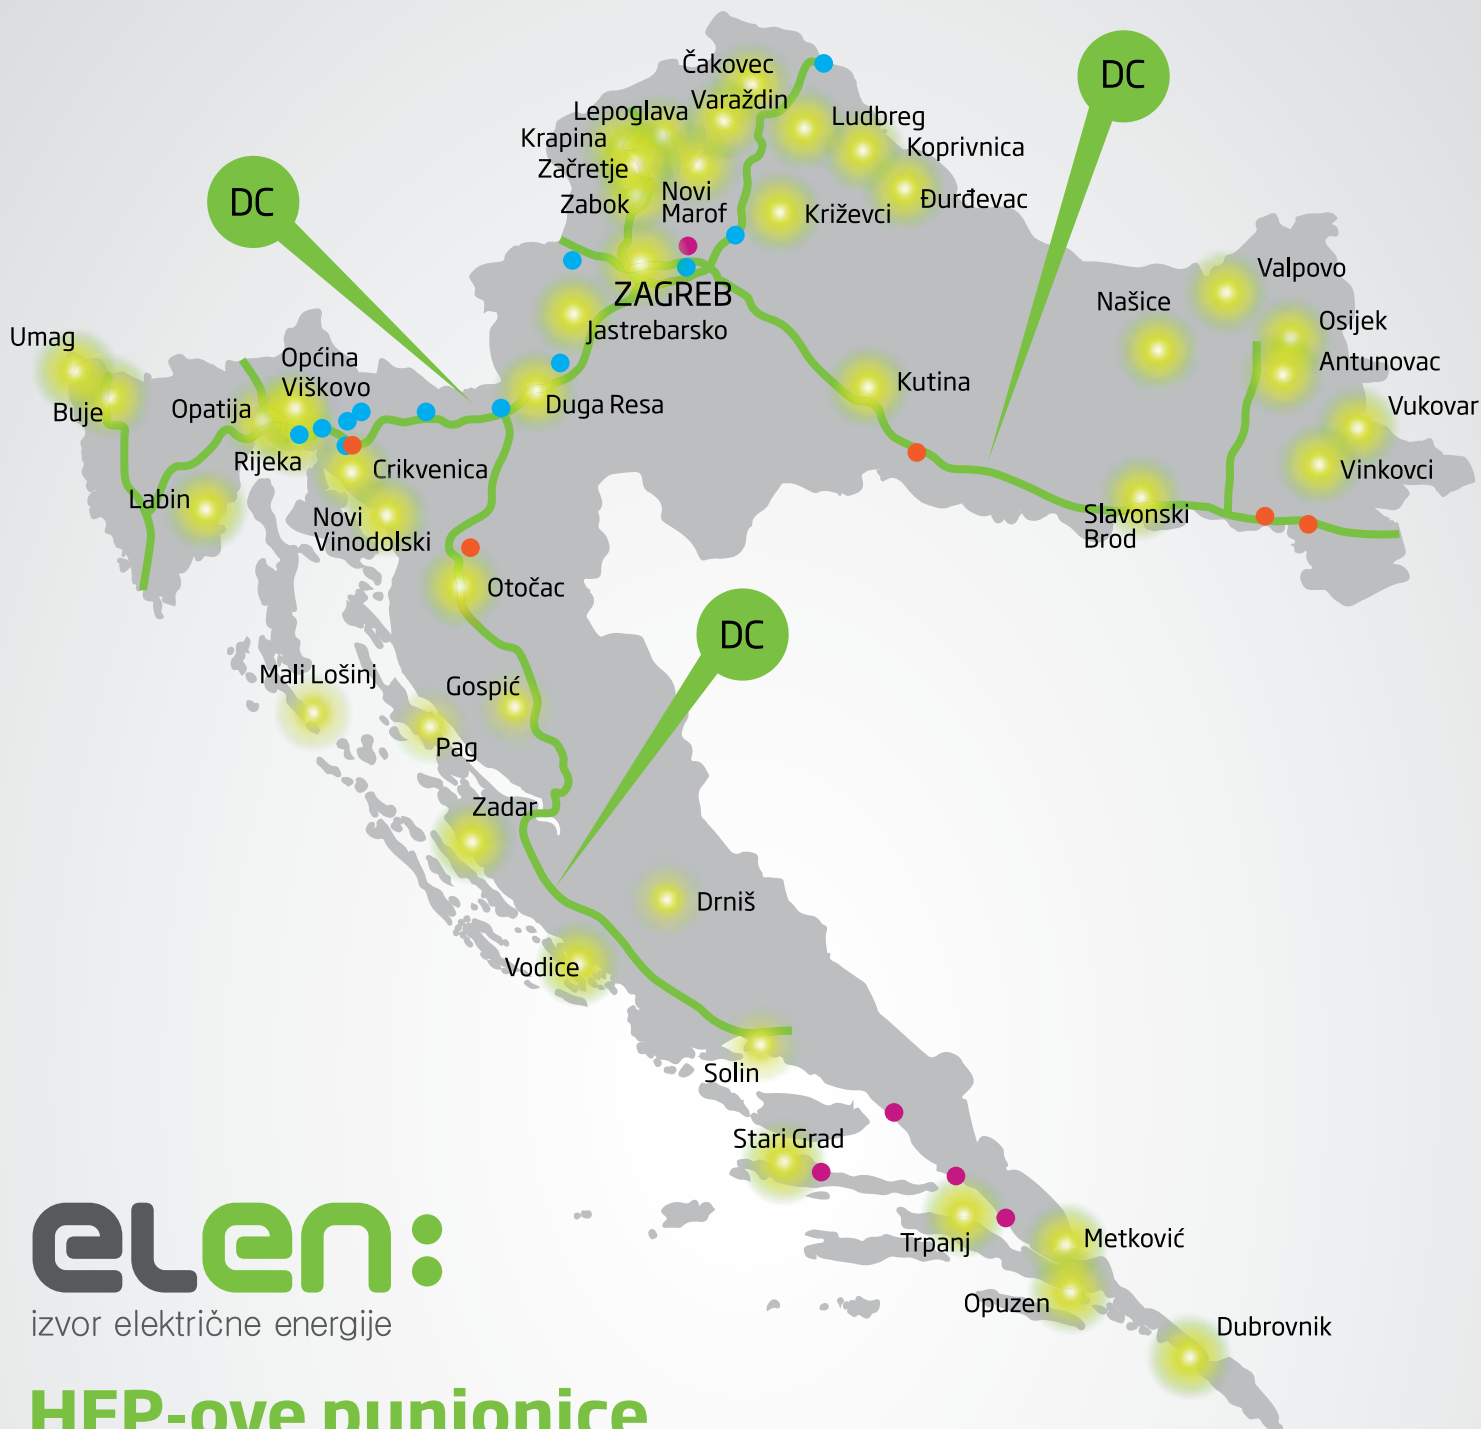 Čakovec
DC
Varaždin
Lepoglava
Ludbreg
Krapina
Koprivnica
Začretje
DC
Novi
Marof
Đurđevac
Zabok
Križevci
Valpovo
ZAGREB
Našice
Osijek
Jastrebarsko
Umag
Općina
Viškovo
Antunovac
Kutina
Buje
Opatija
Duga Resa
Vukovar
Rijeka
Crikvenica
Vinkovci
Labin
Novi
Vinodolski
Slavonski
Brod
Otočac
DC
Mali Lošinj
Gospić
Pag
Zadar
Drniš
Vodice
Solin
Stari Grad
Trpanj
Metković
Opuzen
Dubrovnik
elen:
izvor električne energije
HEP-ove punionice